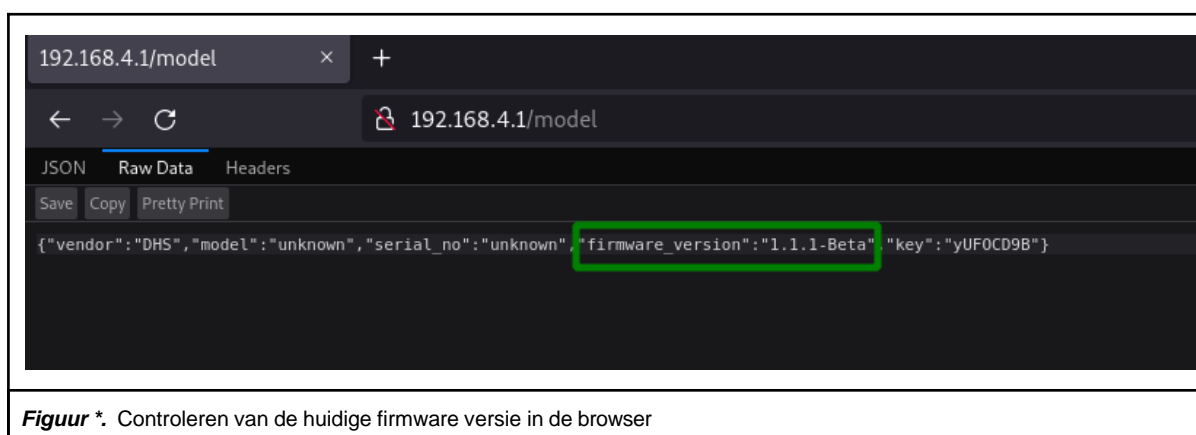 192.168.4.1/model
192.168.4.1/model
JSON Raw Data Headers
Save Copy Pretty Print
{"vendor":"DHS","model":"unknown","serial_no":"unknown","firmware_version":"1.1.1-Beta","key":"yUFOCD9B"}
Figuur *. Controleren van de huidige firmware versie in de browser